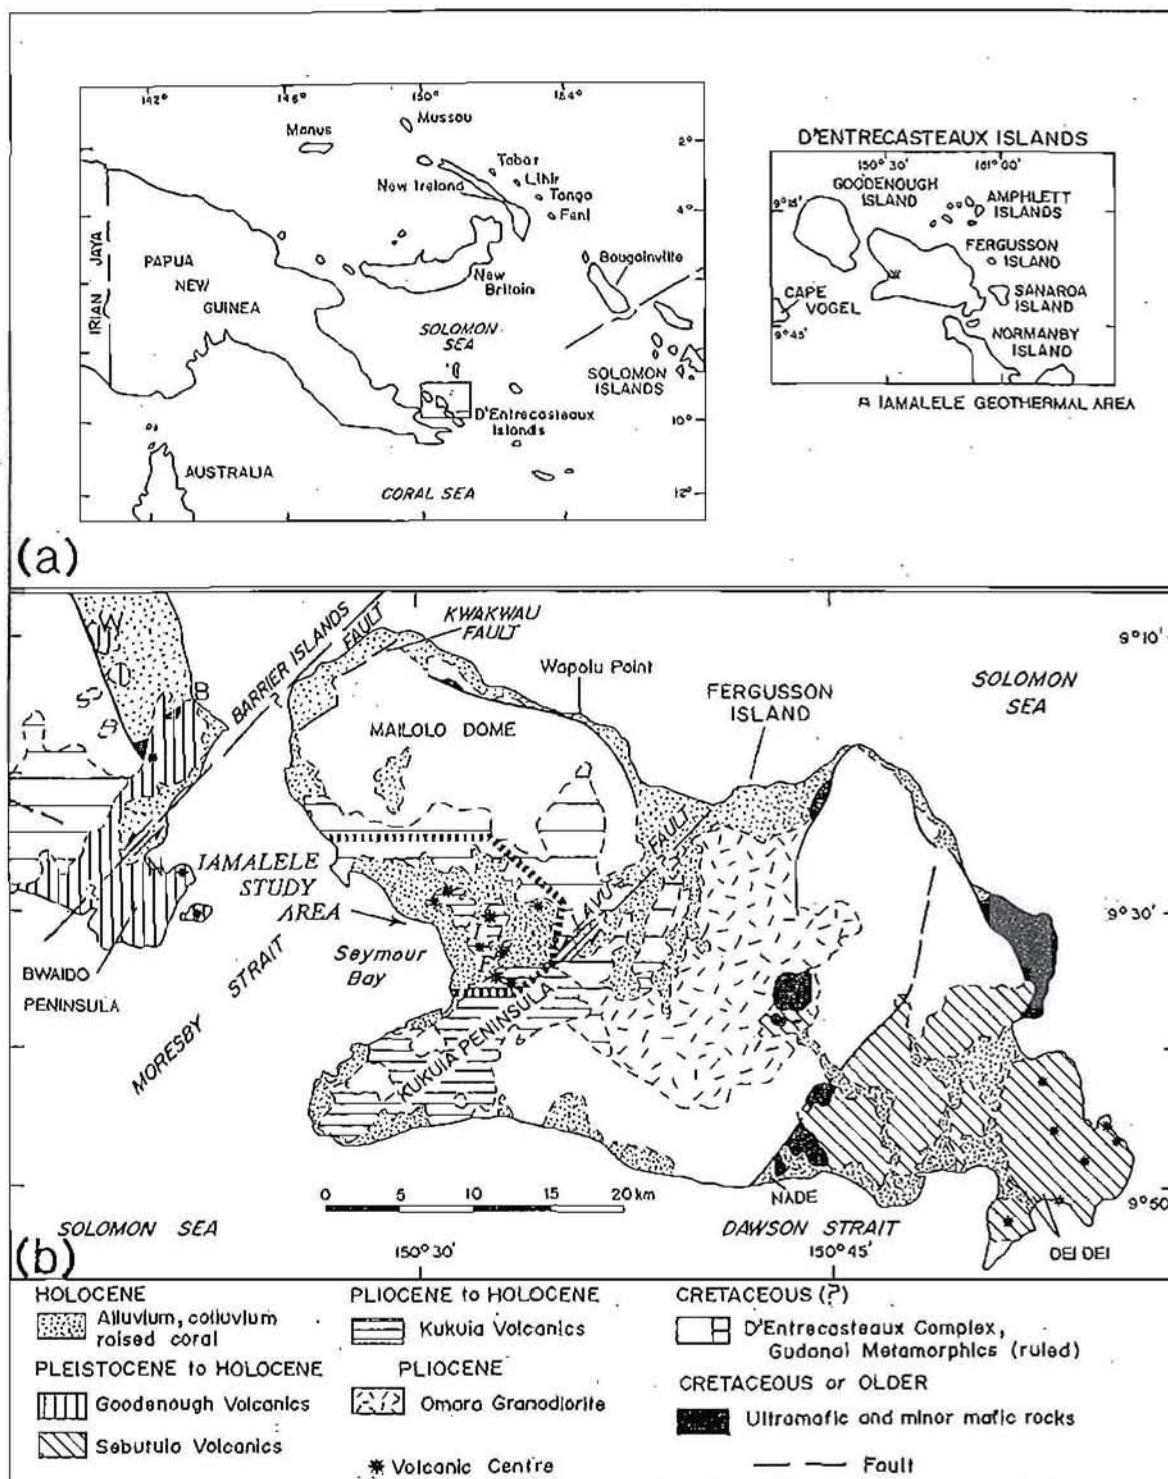 142°
146°
150°
154°
Manus
Mussau
2°
Tabar
Lihir
New Ireland
Tanga
Feni
4°
IRIAN JAYA
PAPUA
NEW
GUINEA
New
Britain
Bougainville
SOLOMON
SEA
SOLOMON
ISLANDS
D'Entrecasteaux
Islands
10°
AUSTRALIA
CORAL SEA
12°
D'ENTRECASTEAUX ISLANDS
150°30'
151°00'
GOODENOUGH
ISLAND
AMPHLETT
ISLANDS
9°15'
FERGUSSON
ISLAND
CAPE
VOGEL
SANAROA
ISLAND
9°45'
NORMANBY
ISLAND
IAMALELE GEOTHERMAL AREA
(a)
BARRIER ISLANDS
FAULT
KWAKWAU
FAULT
9°10'
Wapolu Point
SOLOMON
SEA
FERGUSSON
ISLAND
MAILOLO DOME
B
IAMALELE
STUDY
AREA
LAVUS FAULT
9°30'
Seymour
Bay
BWAIDO
PENINSULA
MORESBY STRAIT
KUKUIA PENINSULA
0 5 10 15 20 km
NADE
9°50'
SOLOMON SEA
DAWSON STRAIT
DEI DEI
(b)
150°30'
150°45'
HOLOCENE
Alluvium, colluvium
raised coral
PLEISTOCENE to HOLOCENE
Goodenough Volcanics
Sebutuia Volcanics
PLIOCENE to HOLOCENE
Kukuia Volcanics
PLIOCENE
Omara Granodiorite
Volcanic Centre
CRETACEOUS (?)
D'Entrecasteaux Complex,
Gudonal Metamorphics (ruled)
CRETACEOUS or OLDER
Ultramafic and minor mafic rocks
Fault